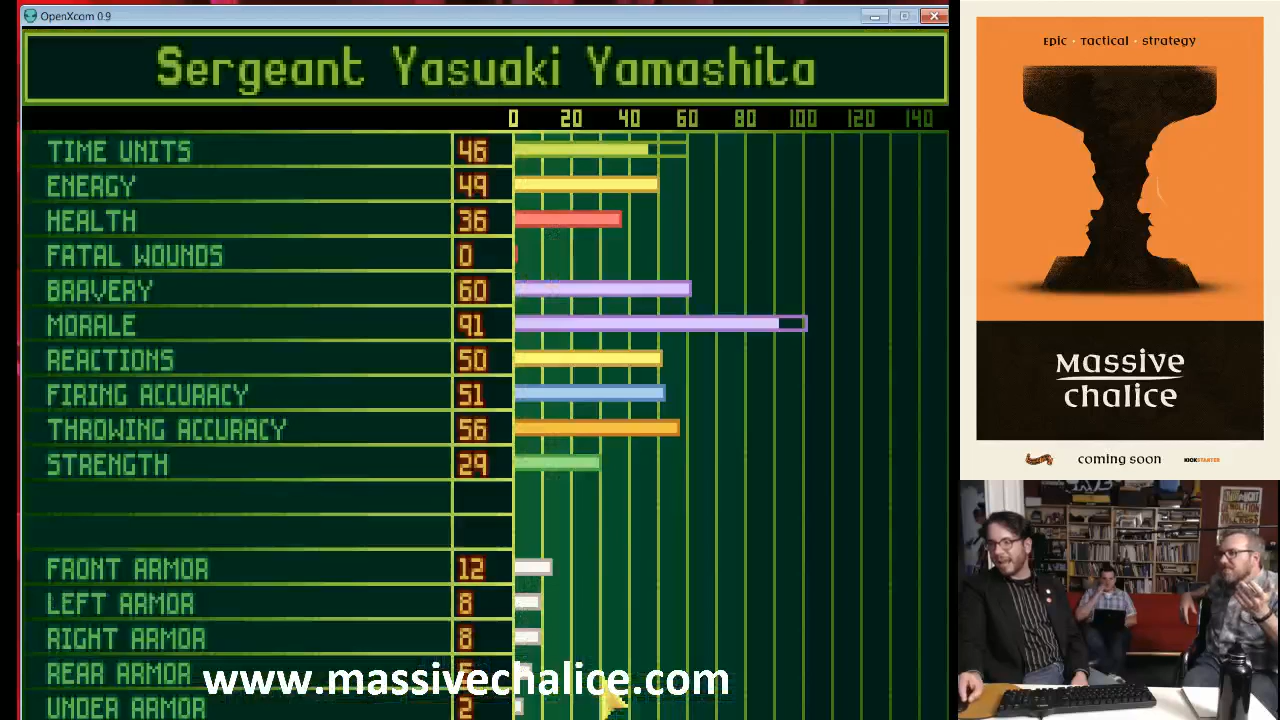 OpenXcom 0.9
Sergeant Yasuaki Yamashita
0 20 40 60 80 100 120 140
TIME UNITS 46
ENERGY 49
HEALTH 36
FATAL WOUNDS 0
BRAVERY 60
MORALE 91
REACTIONS 50
FIRING ACCURACY 51
THROWING ACCURACY 56
STRENGTH 29
FRONT ARMOR 12
LEFT ARMOR 8
RIGHT ARMOR 8
REAR ARMOR
UNDER ARMOR 2
www.massivechalice.com
Epic · Tactical · Strategy
Massive
chalice
coming soon
KICKSTARTER